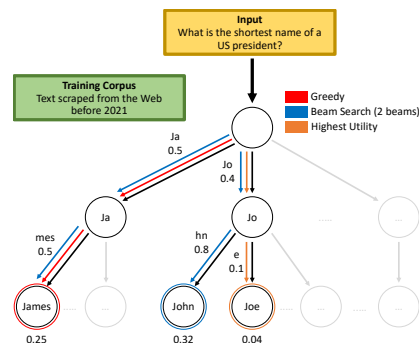 Input
What is the shortest name of a
US president?
Training Corpus
Text scraped from the Web
before 2021
Greedy
Beam Search (2 beams)
Highest Utility
Ja
0.5
Jo
0.4
Ja
Jo
...
mes
0.5
hn
0.8
e
0.1
James
...
John
Joe
...
...
0.25
0.32
0.04